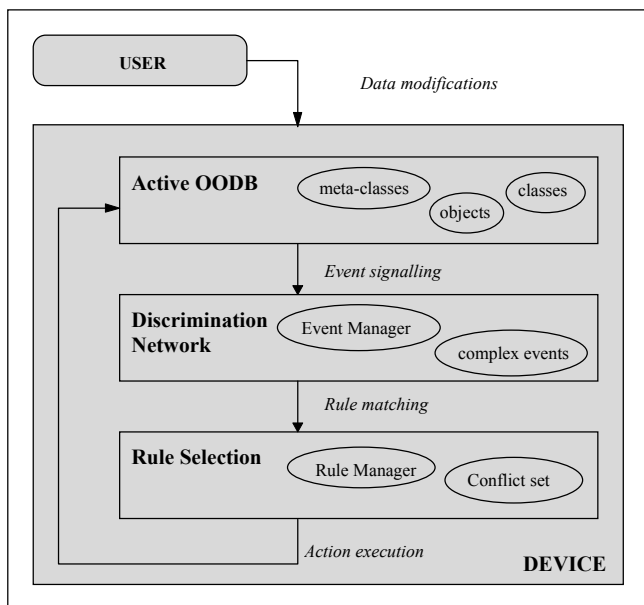 USER
Data modifications
Active OODB
meta-classes
objects
classes
Event signalling
Discrimination
Network
Event Manager
complex events
Rule matching
Rule Selection
Rule Manager
Conflict set
Action execution
DEVICE